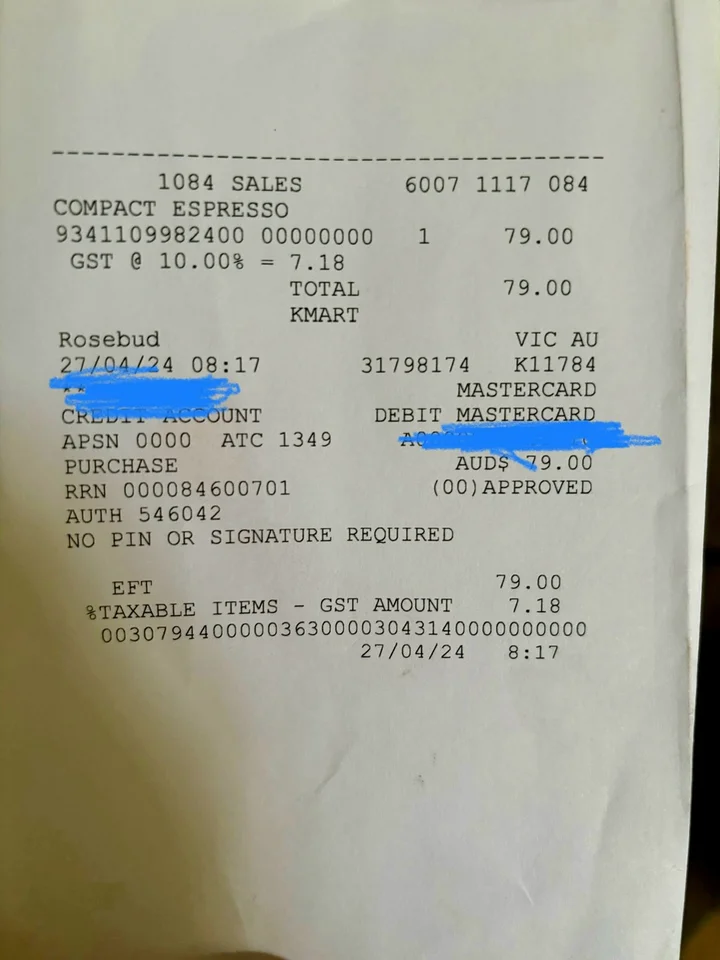 1084 SALES 6007 1117 084
COMPACT ESPRESSO
9341109982400 00000000 1 79.00
GST @ 10.00% = 7.18
TOTAL 79.00
KMART
Rosebud VIC AU
27/04/24 08:17 31798174 K11784
** MASTERCARD
CREDIT ACCOUNT DEBIT MASTERCARD
APSN 0000 ATC 1349
PURCHASE AUD$ 79.00
RRN 000084600701 (00)APPROVED
AUTH 546042
NO PIN OR SIGNATURE REQUIRED
EFT 79.00
%TAXABLE ITEMS - GST AMOUNT 7.18
0030794400000363000030431400000000000
27/04/24 8:17